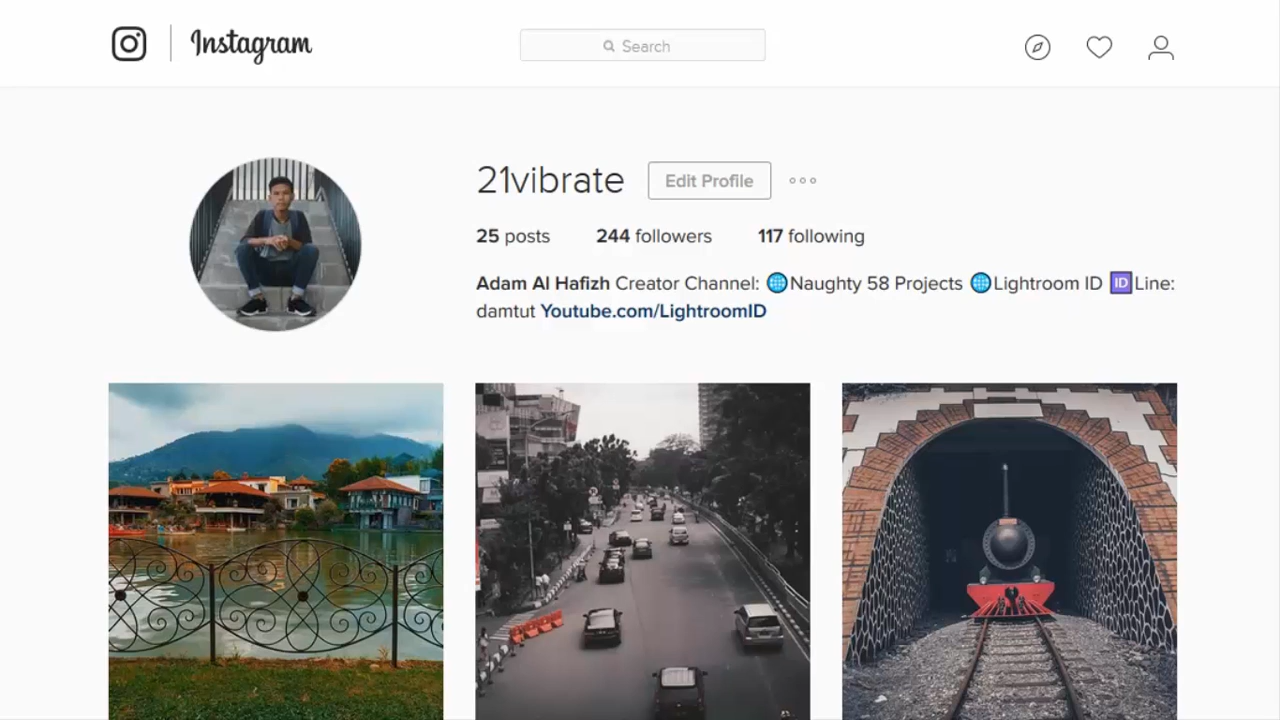 Instagram
Search
21vibrate
Edit Profile
25 posts
244 followers
117 following
Adam Al Hafizh Creator Channel: 🌐Naughty 58 Projects 🌐Lightroom ID 🆔Line:
damtut Youtube.com/LightroomID